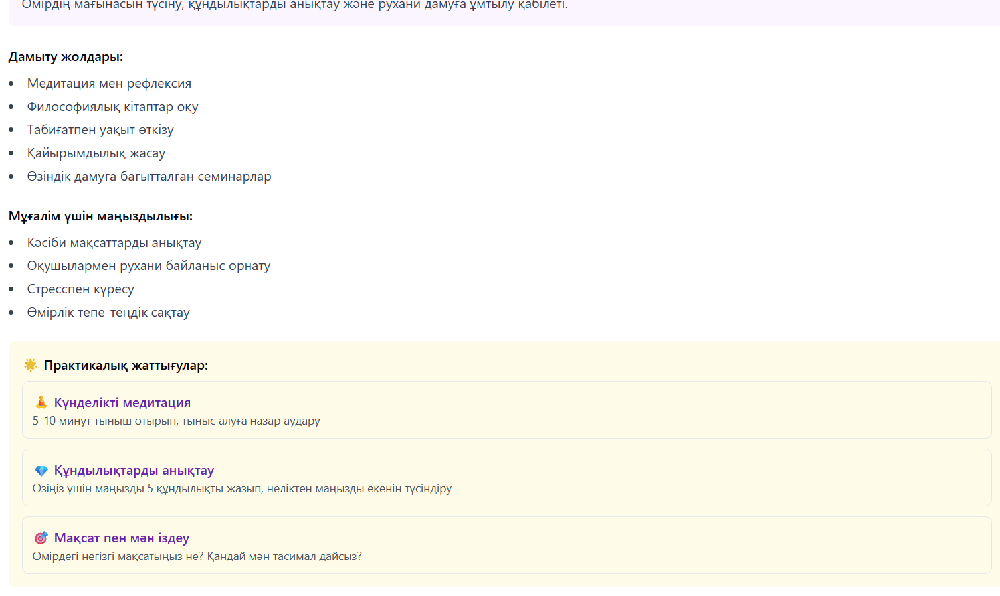 Өмірдің мағынасын түсіну, құндылықтарды анықтау және рухани дамуға ұмтылу қабілеті.
Дамыту жолдары:
• Медитация мен рефлексия
• Философиялық кітаптар оқу
• Табиғатпен уақыт өткізу
• Қайырымдылық жасау
• Өзіндік дамуға бағытталған семинарлар
Мұғалім үшін маңыздылығы:
• Кәсіби мақсаттарды анықтау
• Оқушылармен рухани байланыс орнату
• Стресспен күресу
• Өмірлік тепе-теңдік сақтау
🌟 Практикалық жаттығулар:
🧘 Күнделікті медитация
5-10 минут тыныш отырып, тыныс алуға назар аудару
💎 Құндылықтарды анықтау
Өзіңіз үшін маңызды 5 құндылықты жазып, неліктен маңызды екенін түсіндіру
🎯 Мақсат пен мән іздеу
Өмірдегі негізгі мақсатыңыз не? Қандай мән тасимал дайсыз?